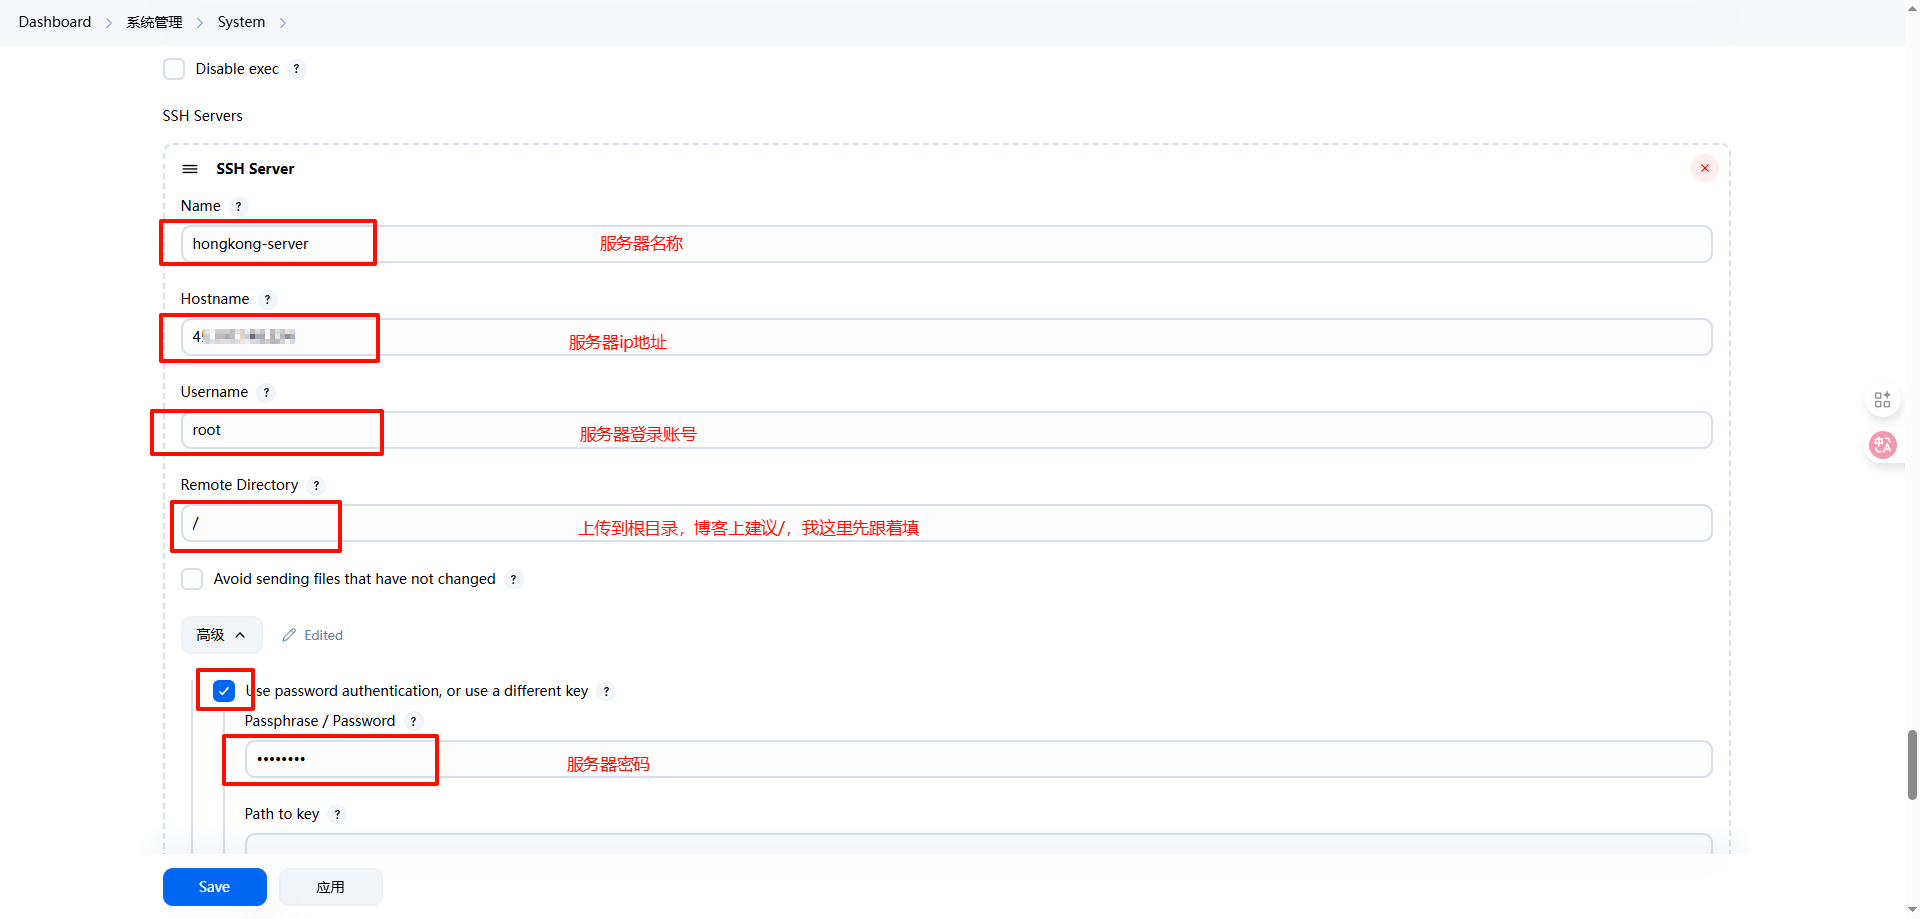 Dashboard > 系统管理 > System >
Disable exec ?
SSH Servers
SSH Server
Name ?
hongkong-server 服务器名称
Hostname ?
服务器ip地址
Username ?
root 服务器登录账号
Remote Directory ?
/ 上传到根目录，博客上建议/，我这里先跟着填
Avoid sending files that have not changed ?
高级 Edited
Use password authentication, or use a different key ?
Passphrase / Password ?
•••••••• 服务器密码
Path to key ?
Save 应用